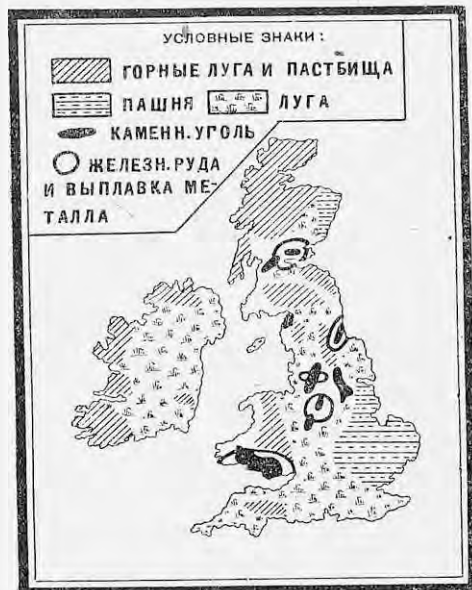 УСЛОВНЫЕ ЗНАКИ:
ГОРНЫЕ ЛУГА И ПАСТБИЩА
ПАШНЯ ЛУГА
КАМЕНН. УГОЛЬ
ЖЕЛЕЗН. РУДА
И ВЫПЛАВКА МЕ-
ТАЛЛА